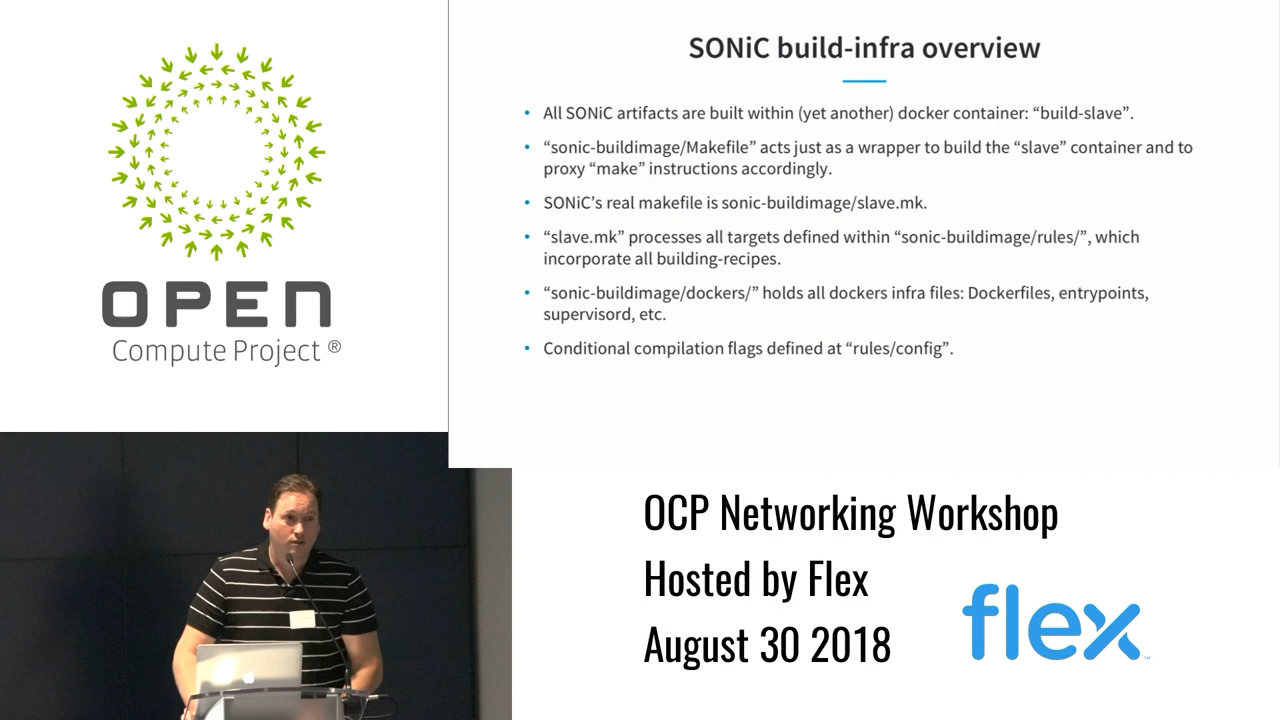 OPEN
Compute Project ®
SONiC build-infra overview
• All SONiC artifacts are built within (yet another) docker container: “build-slave”.
• “sonic-buildimage/Makefile” acts just as a wrapper to build the “slave” container and to
proxy “make” instructions accordingly.
• SONiC’s real makefile is sonic-buildimage/slave.mk.
• “slave.mk” processes all targets defined within “sonic-buildimage/rules/”, which
incorporate all building-recipes.
• “sonic-buildimage/dockers/” holds all dockers infra files: Dockerfiles, entrypoints,
supervisord, etc.
• Conditional compilation flags defined at “rules/config”.
OCP Networking Workshop
Hosted by Flex
August 30 2018
flex™